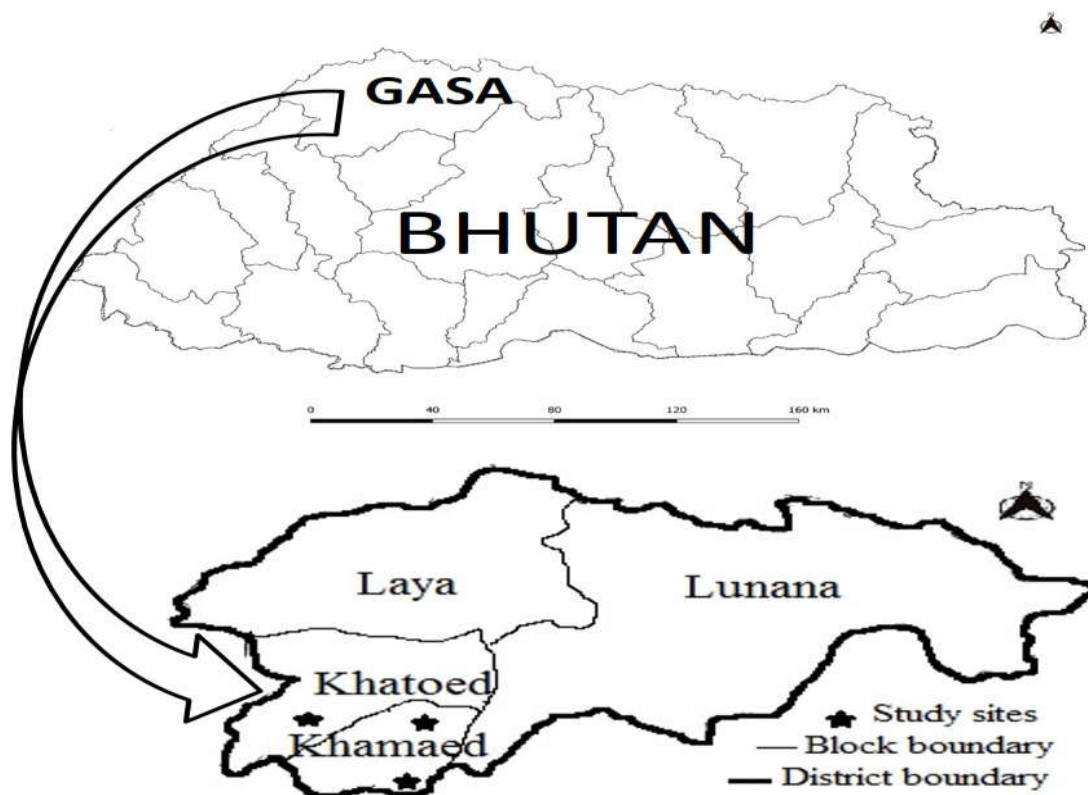 N
GASA
BHUTAN
0 40 80 120 160 km
N
Laya
Lunana
Khatoed
Khamaed
Study sites
Block boundary
District boundary